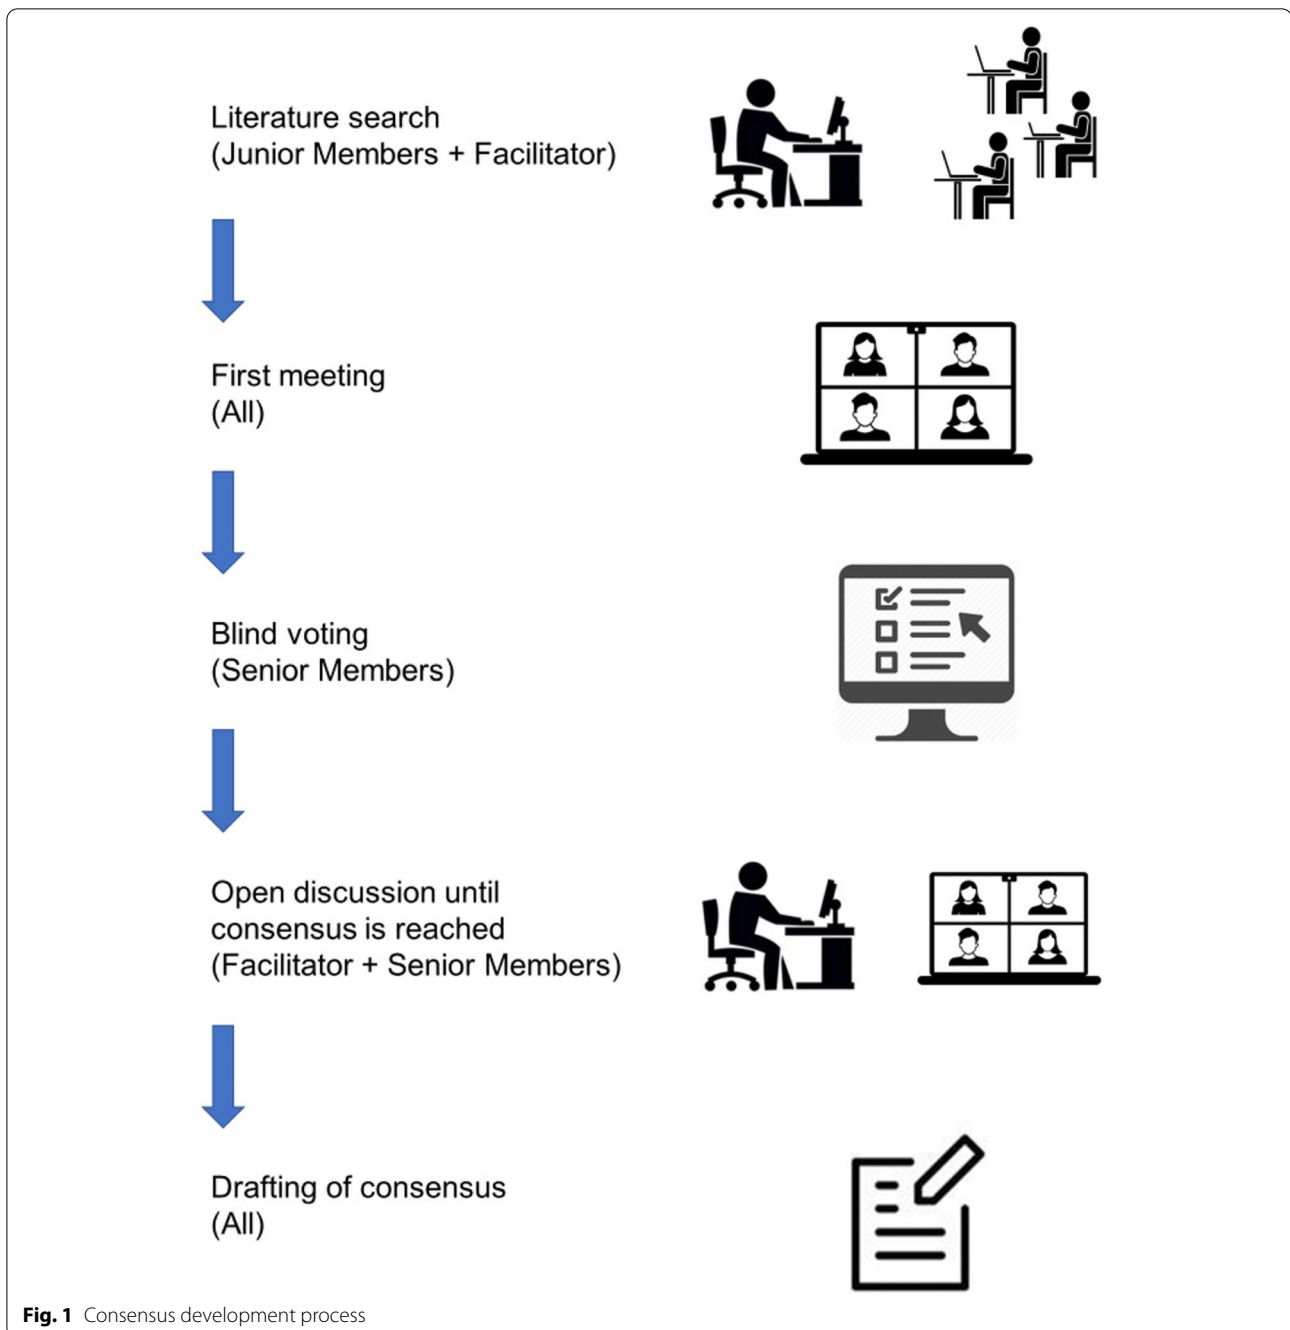 Literature search
(Junior Members + Facilitator)
First meeting
(All)
Blind voting
(Senior Members)
Open discussion until
consensus is reached
(Facilitator + Senior Members)
Drafting of consensus
(All)
Fig. 1 Consensus development process